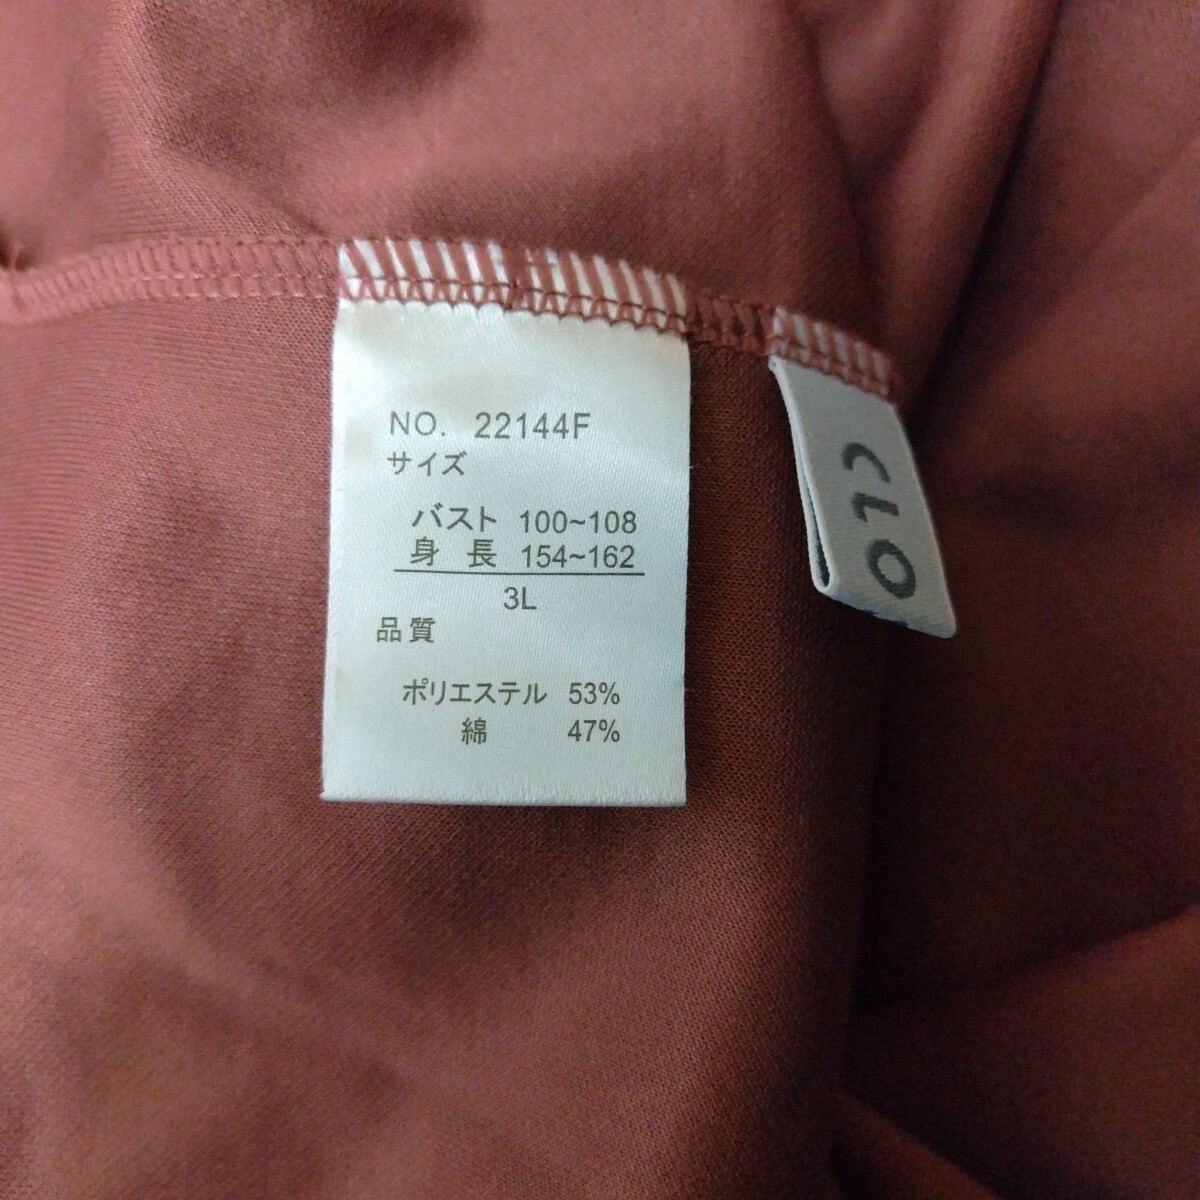 NO. 22144F
サイズ
バスト 100~108
身 長 154~162
3L
品質
ポリエステル 53%
綿 47%
CLO